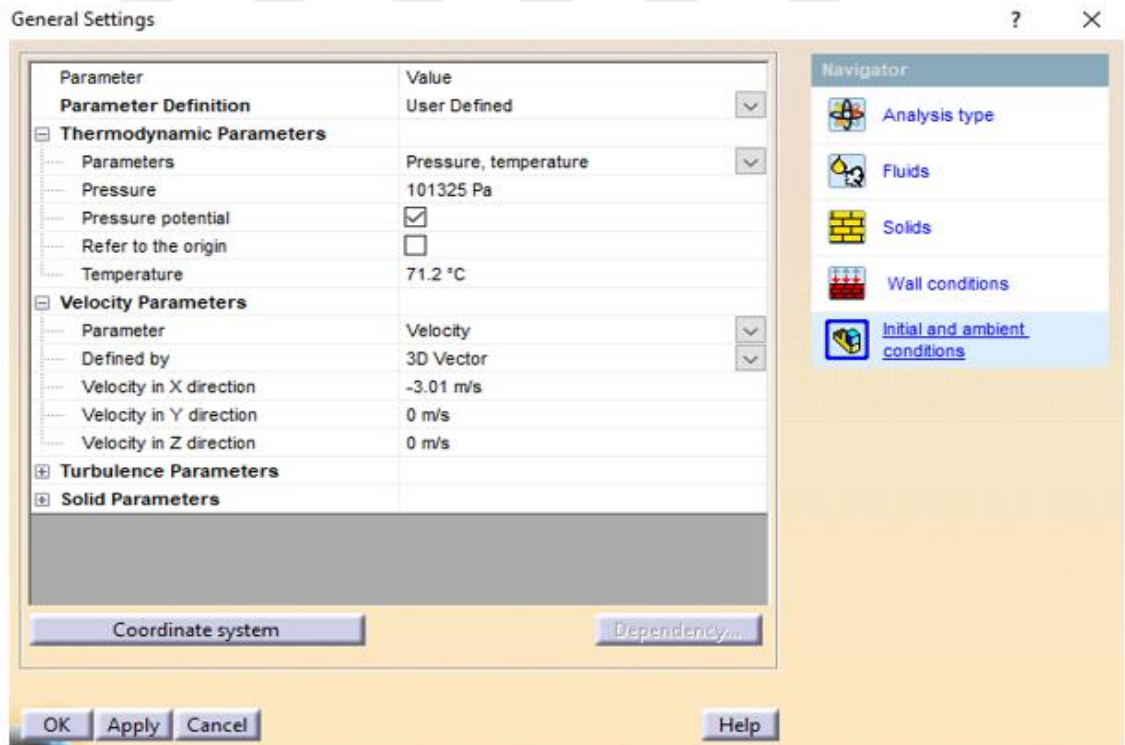 General Settings
?
Parameter Value
Parameter Definition User Defined
Thermodynamic Parameters
Parameters Pressure, temperature
Pressure 101325 Pa
Pressure potential
Refer to the origin
Temperature 71.2 °C
Velocity Parameters
Parameter Velocity
Defined by 3D Vector
Velocity in X direction -3.01 m/s
Velocity in Y direction 0 m/s
Velocity in Z direction 0 m/s
Turbulence Parameters
Solid Parameters
Coordinate system Dependency...
OK Apply Cancel Help
Navigator
Analysis type
Fluids
Solids
Wall conditions
Initial and ambient
conditions